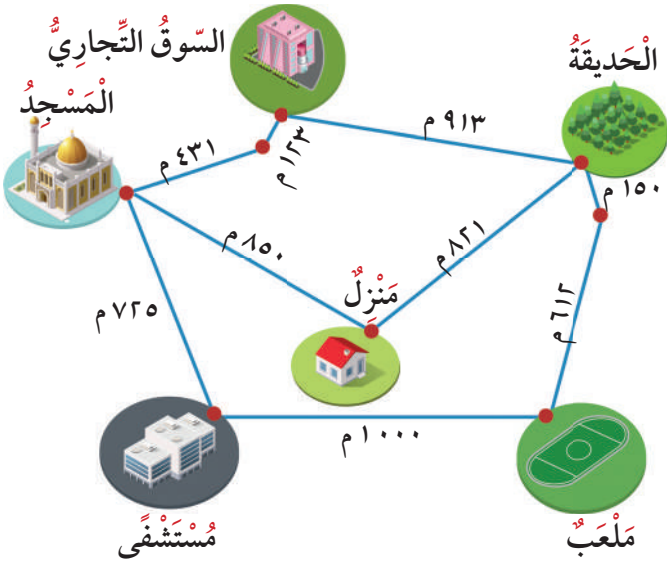 السّوقُ التِّجارِيُّ
الْحَديقَةُ
الْمَسْجِدُ
٩١٣ م
١٢٣ م
٤٣١ م
١٥٠ م
٨٥٠ م
٨٢١ م
مَنْزِلٌ
٧٢٥ م
٦١٢ م
١٠٠٠ م
مُسْتَشْفًى
مَلْعَبٌ